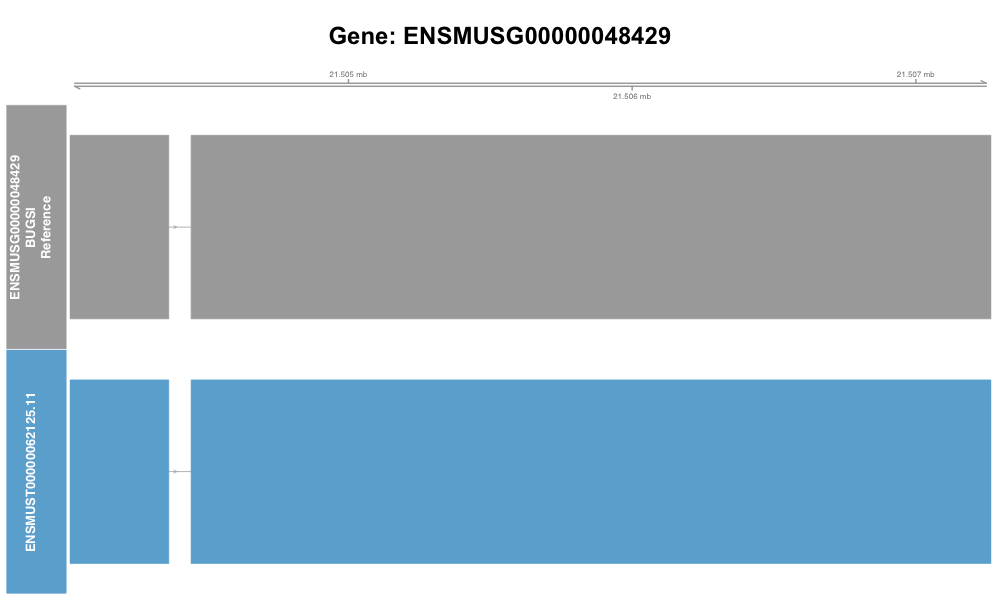 Gene: ENSMUSG00000048429
21.505 mb
21.507 mb
21.506 mb
ENSMUSG00000048429
BUGSI
Reference
ENSMUST00000062125.11